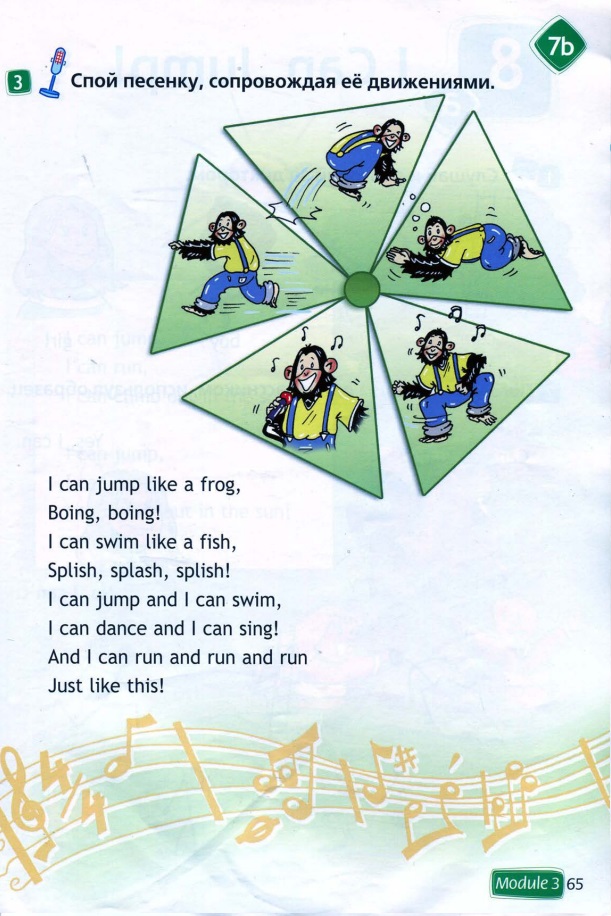 7b
3 Спой песенку, сопровождая её движениями.
I can jump like a frog,
Boing, boing!
I can swim like a fish,
Splish, splash, splish!
I can jump and I can swim,
I can dance and I can sing!
And I can run and run and run
Just like this!
Module 3 65